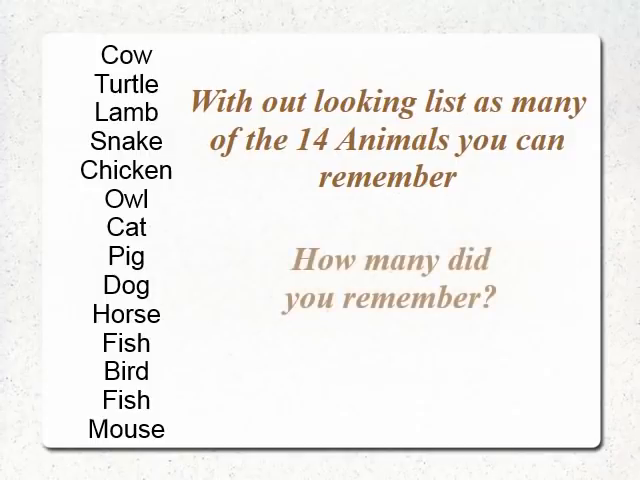 Cow
Turtle
Lamb
Snake
Chicken
Owl
Cat
Pig
Dog
Horse
Fish
Bird
Fish
Mouse
With out looking list as many
of the 14 Animals you can
remember
How many did
you remember?